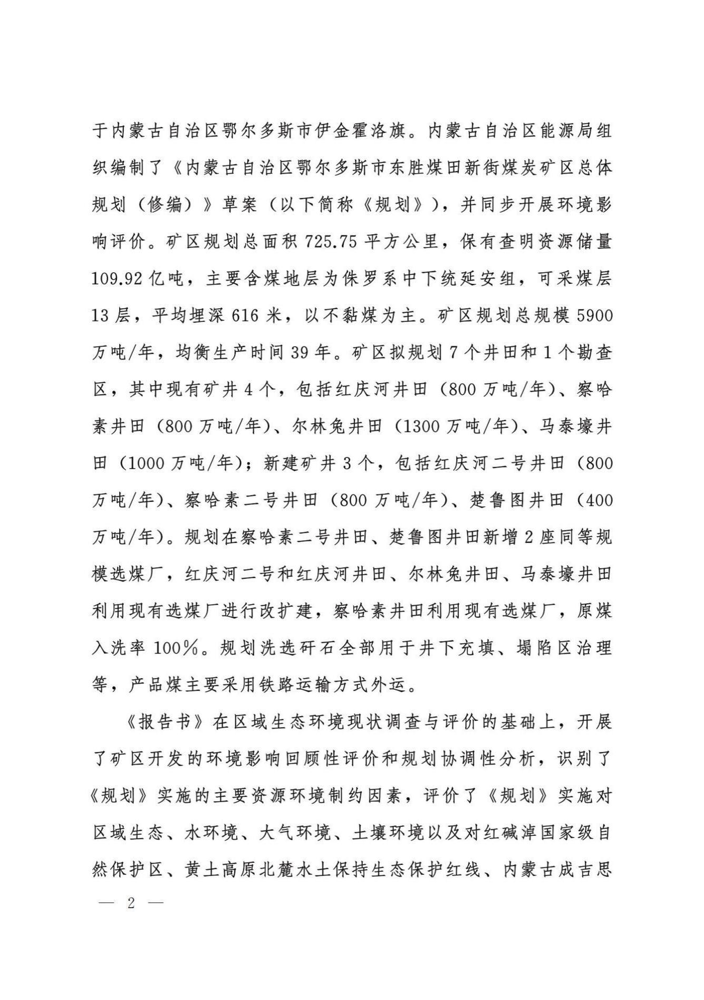 于内蒙古自治区鄂尔多斯市伊金霍洛旗。内蒙古自治区能源局组
织编制了《内蒙古自治区鄂尔多斯市东胜煤田新街煤炭矿区总体
规划（修编）》草案（以下简称《规划》），并同步开展环境影
响评价。矿区规划总面积 725.75 平方公里，保有查明资源储量
109.92 亿吨，主要含煤地层为侏罗系中下统延安组，可采煤层
13 层，平均埋深 616 米，以不黏煤为主。矿区规划总规模 5900
万吨/年，均衡生产时间 39 年。矿区拟规划 7 个井田和 1 个勘查
区，其中现有矿井 4 个，包括红庆河井田（800 万吨/年）、察哈
素井田（800 万吨/年）、尔林兔井田（1300 万吨/年）、马泰壕井
田（1000 万吨/年）；新建矿井 3 个，包括红庆河二号井田（800
万吨/年）、察哈素二号井田（800 万吨/年）、楚鲁图井田（400
万吨/年）。规划在察哈素二号井田、楚鲁图井田新增 2 座同等规
模选煤厂，红庆河二号和红庆河井田、尔林兔井田、马泰壕井田
利用现有选煤厂进行改扩建，察哈素井田利用现有选煤厂，原煤
入洗率 100%。规划洗选矸石全部用于井下充填、塌陷区治理
等，产品煤主要采用铁路运输方式外运。
《报告书》在区域生态环境现状调查与评价的基础上，开展
了矿区开发的环境影响回顾性评价和规划协调性分析，识别了
《规划》实施的主要资源环境制约因素，评价了《规划》实施对
区域生态、水环境、大气环境、土壤环境以及对红碱淖国家级自
然保护区、黄土高原北麓水土保持生态保护红线、内蒙古成吉思
— 2 —